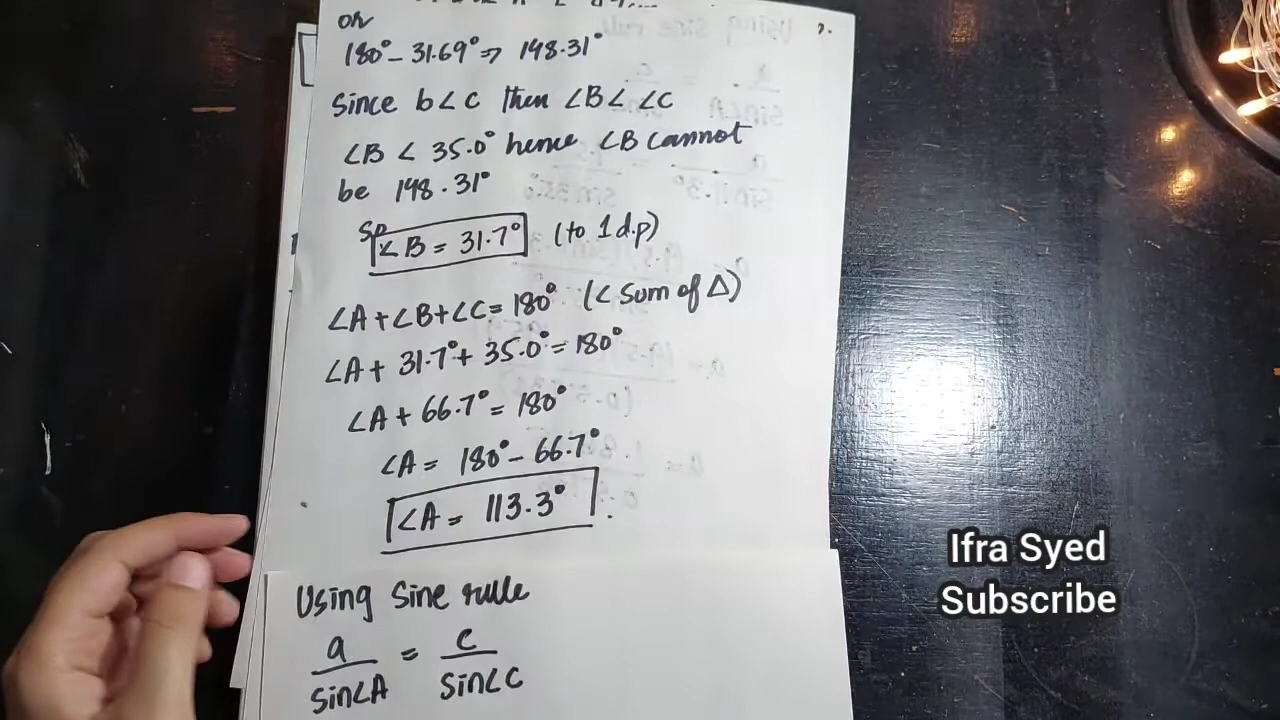 or
180° - 31.69° ⇒ 148.31°
Since b < c then ∠B < ∠C
∠B < 35.0° hence ∠B cannot
be 148.31°
So
∠B = 31.7° (to 1 d.p)
∠A + ∠B + ∠C = 180° (∠ Sum of Δ)
∠A + 31.7° + 35.0° = 180°
∠A + 66.7° = 180°
∠A = 180° - 66.7°
∠A = 113.3°
Using Sine rule
a/sin∠A = c/sin∠C
Ifra Syed
Subscribe